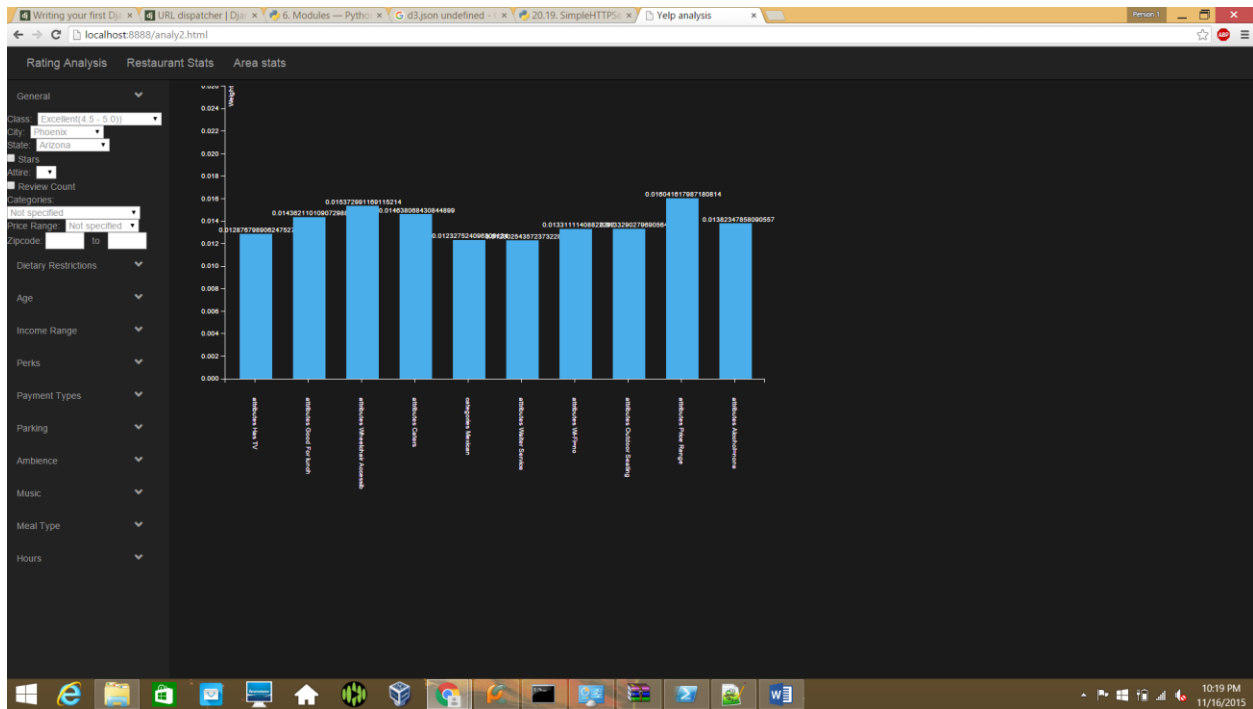 Writing your first Dja
URL dispatcher | Djan
6. Modules — Pytho
d3.json undefined -
20.19. SimpleHTTPSe
Yelp analysis
Person 1
localhost:8888/analy2.html
ABP
Rating Analysis Restaurant Stats Area stats
General
Class: Excellent(4.5 - 5.0))
City: Phoenix
State: Arizona
Stars
Attire:
Review Count
Categories:
Not specified
Price Range: Not specified
Zipcode: to
Dietary Restrictions
Age
Income Range
Perks
Payment Types
Parking
Ambience
Music
Meal Type
Hours
Weight
0.024
0.022
0.020
0.018
0.016
0.014
0.012
0.010
0.008
0.006
0.004
0.002
0.000
0.015372991169115214
0.014638068430844899
0.016041617987180814
0.01382347858090557
attributes Has TV
attributes Good For lunch
attributes Wheelchair Accessib
attributes Caters
categories Mexican
attributes Waiter Service
attributes Wi-Fi=no
attributes Outdoor Seating
attributes Price Range
attributes Alcohol=none
10:19 PM
11/16/2015